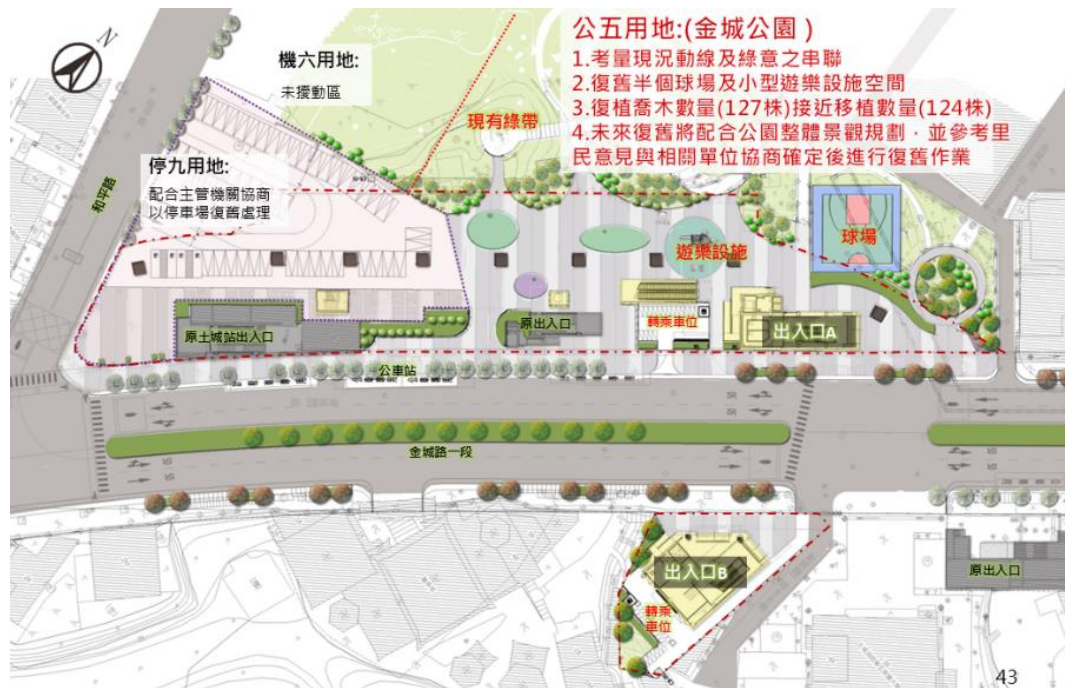 公五用地:(金城公園)
1.考量現況動線及綠意之串聯
2.復舊半個球場及小型遊樂設施空間
3.復植喬木數量(127株)接近移植數量(124株)
4.未來復舊將配合公園整體景觀規劃，並參考里
民意見與相關單位協商確定後進行復舊作業
N
機六用地:
未擾動區
現有綠帶
停九用地:
配合主管機關協商
以停車場復舊處理
和平路
球場
遊樂設施
原土城站出入口
原出入口
轉乘車位
出入口A
公車站
金城路一段
出入口B
轉乘
車位
原出入口
43